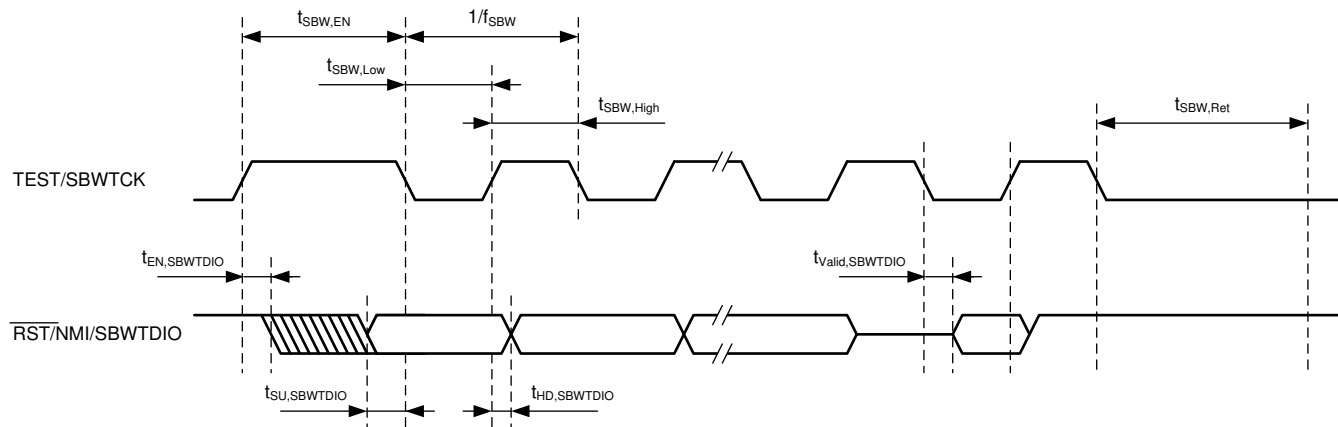 tSBW,EN
1/fSBW
tSBW,Low
tSBW,High
tSBW,Ret
TEST/SBWTCK
tEN,SBWTDIO
tValid,SBWTDIO
RST/NMI/SBWTDIO
tSU,SBWTDIO
tHD,SBWTDIO